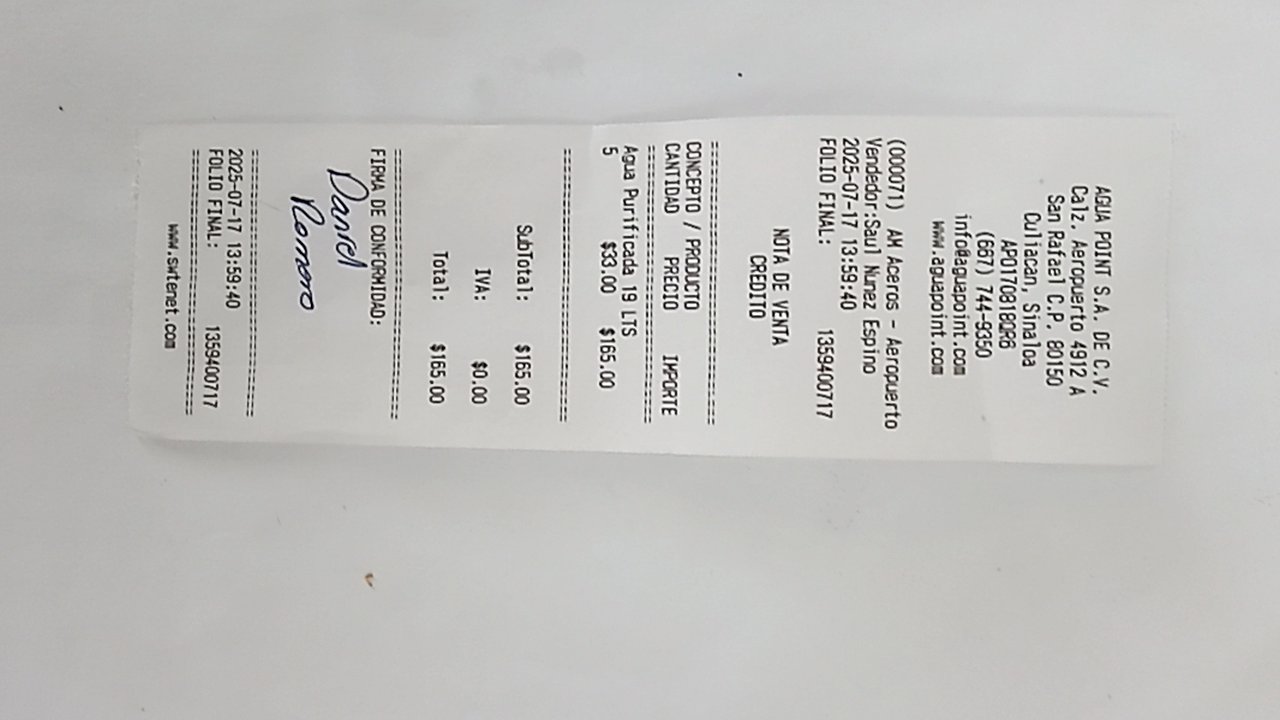 AGUA POINT S.A. DE C.V.
Calz. Aeropuerto 4912 A
San Rafael C.P. 80150
Culiacan, Sinaloa
APO170818QR6
(667) 744-9350
info@aguapoint.com
www.aguapoint.com
(000071) AM Aceros - Aeropuerto
Vendedor:Saul Nunez Espino
2025-07-17 13:59:40
FOLIO FINAL: 1359400717
NOTA DE VENTA
CREDITO
CONCEPTO / PRODUCTO
CANTIDAD PRECIO IMPORTE
Agua Purificada 19 LTS
5 $33.00 $165.00
SubTotal: $165.00
IVA: $0.00
Total: $165.00
FIRMA DE CONFORMIDAD:
Daniel
Romero
2025-07-17 13:59:40
FOLIO FINAL: 1359400717
www.swfenet.com